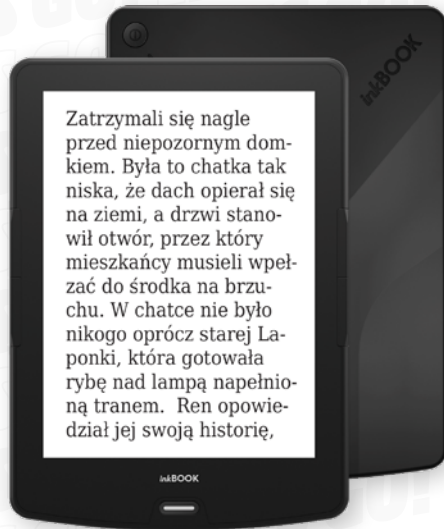 inkBOOK
Zatrzymali się nagle
przed niepozornym dom-
kiem. Była to chatka tak
niska, że dach opierał się
na ziemi, a drzwi stano-
wił otwór, przez który
mieszkańcy musieli wpeł-
zać do środka na brzu-
chu. W chatce nie było
nikogo oprócz starej La-
ponki, która gotowała
rybę nad lampą napełnio-
ną tranem.  Ren opowie-
dział jej swoją historię,
inkBOOK